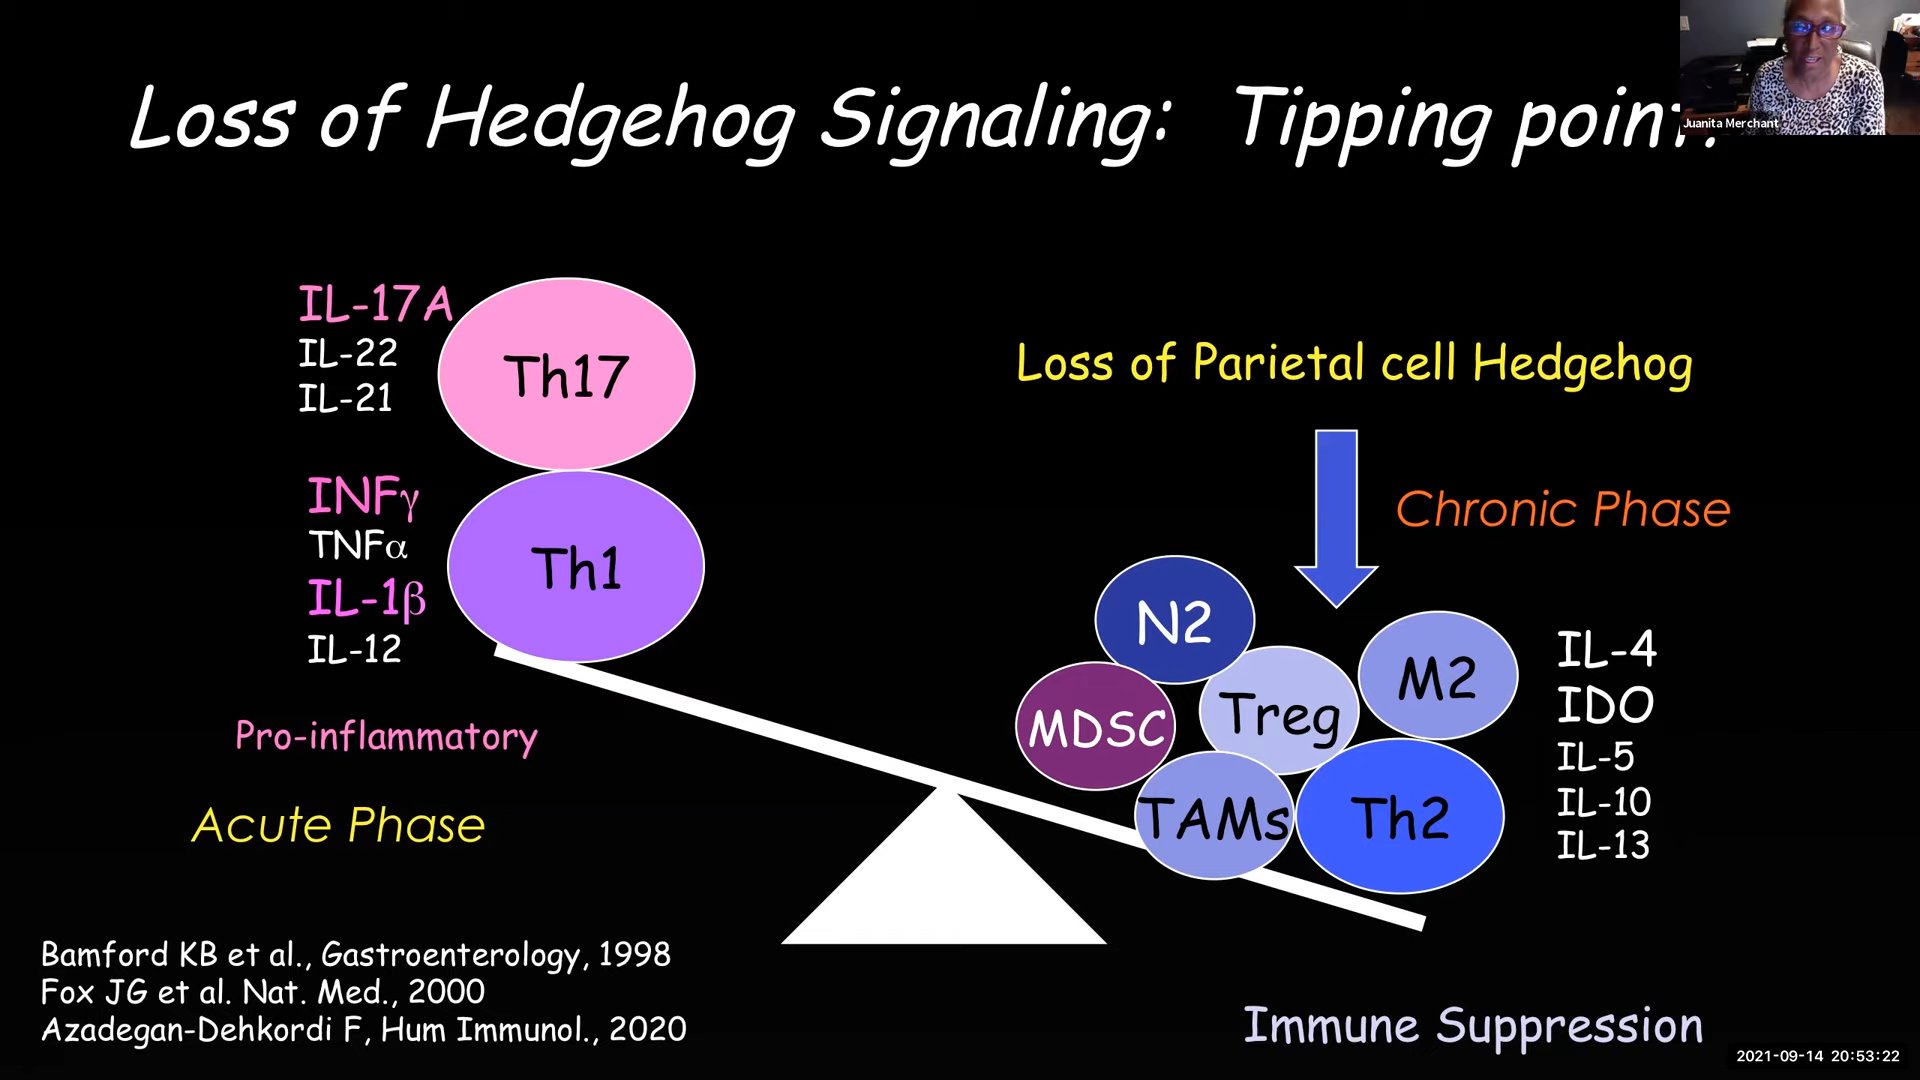 Loss of Hedgehog Signaling: Tipping point?
Juanita Merchant
IL-17A
IL-22
IL-21
Th17
INFγ
TNFα
IL-1β
IL-12
Th1
Pro-inflammatory
Acute Phase
Loss of Parietal cell Hedgehog
Chronic Phase
N2
MDSC
Treg
M2
TAMs
Th2
IL-4
IDO
IL-5
IL-10
IL-13
Bamford KB et al., Gastroenterology, 1998
Fox JG et al. Nat. Med., 2000
Azadegan-Dehkordi F, Hum Immunol., 2020
Immune Suppression
2021-09-14 20:53:22